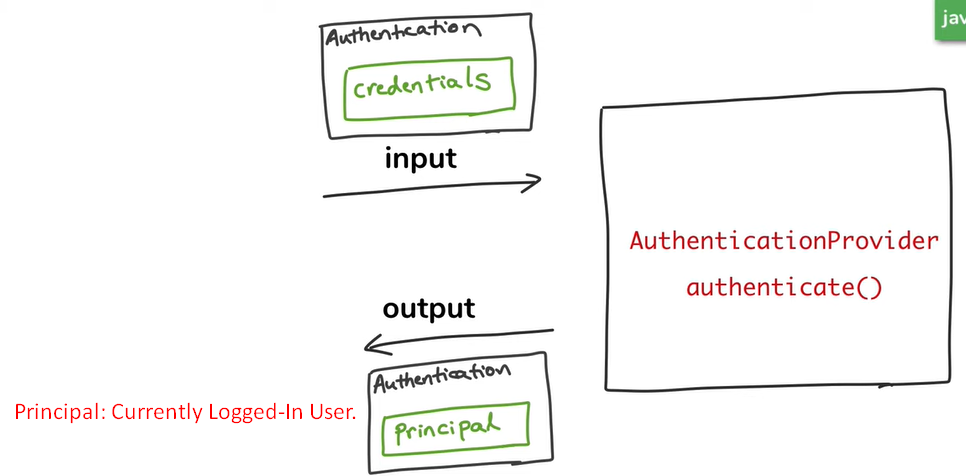 Authentication
credentials
jav
input
AuthenticationProvider
authenticate()
output
Authentication
Principal: Currently Logged-In User.
principal